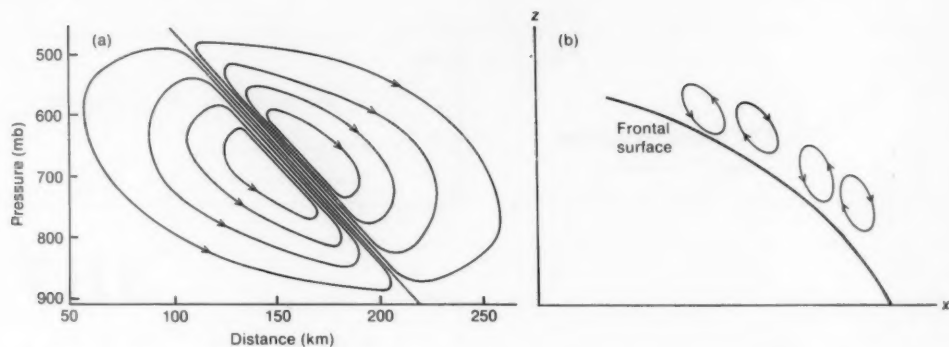 (a)
500
600
700
800
900
Pressure (mb)
50
100
150
200
250
Distance (km)
(b)
z
Frontal
surface
x